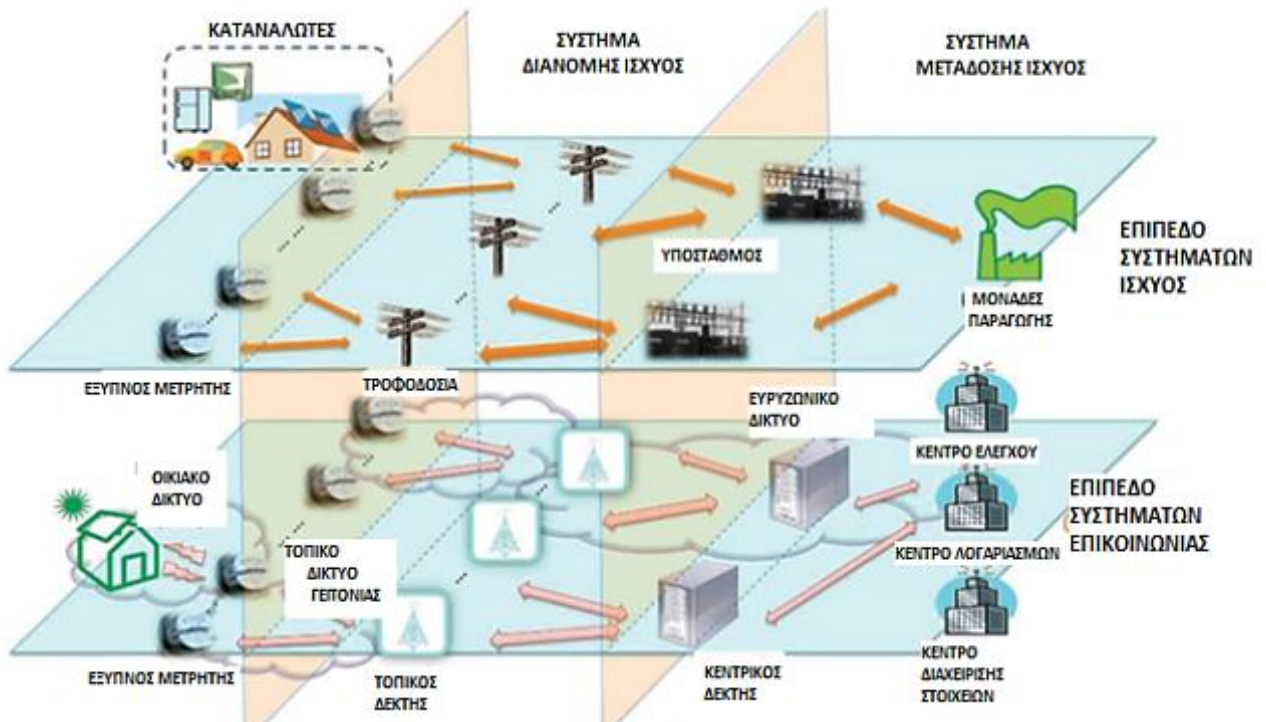 ΚΑΤΑΝΑΛΩΤΕΣ
ΣΥΣΤΗΜΑ
ΔΙΑΝΟΜΗΣ ΙΣΧΥΟΣ
ΣΥΣΤΗΜΑ
ΜΕΤΑΔΟΣΗΣ ΙΣΧΥΟΣ
ΥΠΟΣΤΑΘΜΟΣ
ΕΠΙΠΕΔΟ
ΣΥΣΤΗΜΑΤΩΝ
ΙΣΧΥΟΣ
ΜΟΝΑΔΕΣ
ΠΑΡΑΓΩΓΗΣ
ΕΞΥΠΝΟΣ ΜΕΤΡΗΤΗΣ
ΤΡΟΦΟΔΟΣΙΑ
ΕΥΡΥΖΩΝΙΚΟ
ΔΙΚΤΥΟ
ΚΕΝΤΡΟ ΕΛΕΓΧΟΥ
ΟΙΚΙΑΚΟ
ΔΙΚΤΥΟ
ΕΠΙΠΕΔΟ
ΣΥΣΤΗΜΑΤΩΝ
ΕΠΙΚΟΙΝΩΝΙΑΣ
ΤΟΠΙΚΟ
ΔΙΚΤΥΟ
ΓΕΙΤΟΝΙΑΣ
ΚΕΝΤΡΟ ΛΟΓΑΡΙΑΣΜΩΝ
ΕΞΥΠΝΟΣ ΜΕΤΡΗΤΗΣ
ΤΟΠΙΚΟΣ
ΔΕΚΤΗΣ
ΚΕΝΤΡΙΚΟΣ
ΔΕΚΤΗΣ
ΚΕΝΤΡΟ
ΔΙΑΧΕΙΡΙΣΗΣ
ΣΤΟΙΧΕΙΩΝ